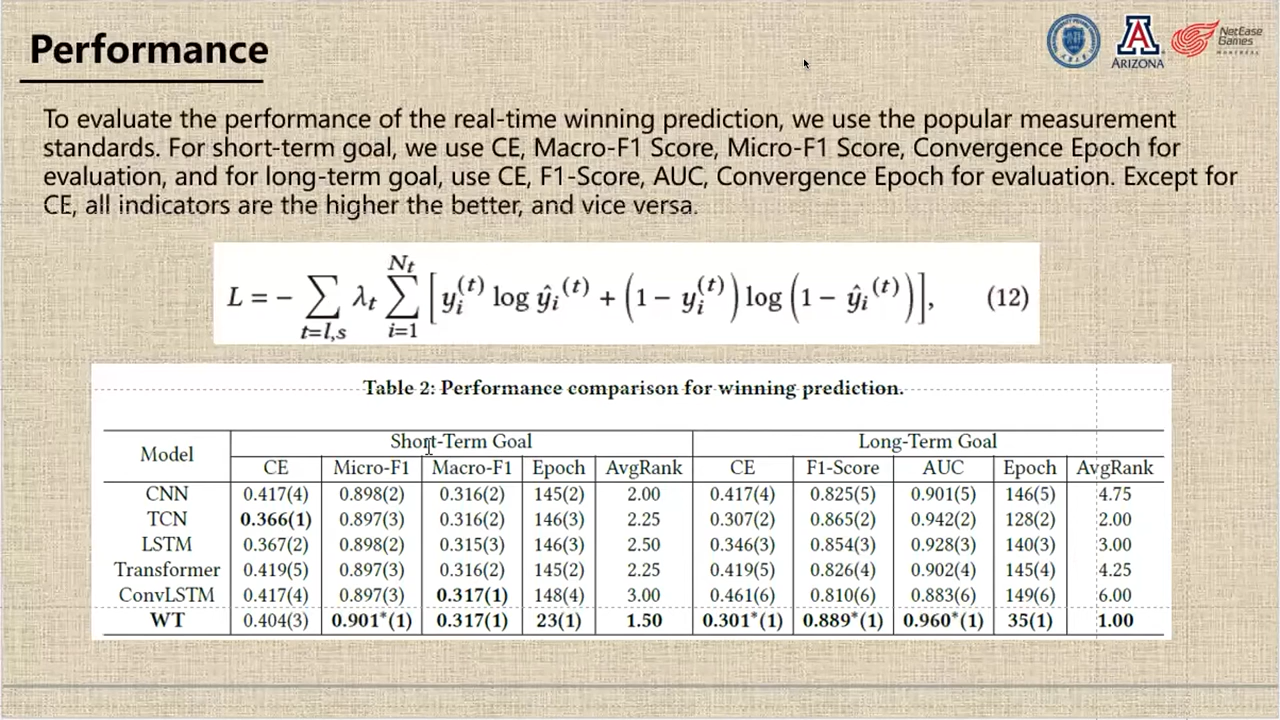 Performance
ARIZONA
NetEase
Games
MONTRÉAL
To evaluate the performance of the real-time winning prediction, we use the popular measurement
standards. For short-term goal, we use CE, Macro-F1 Score, Micro-F1 Score, Convergence Epoch for
evaluation, and for long-term goal, use CE, F1-Score, AUC, Convergence Epoch for evaluation. Except for
CE, all indicators are the higher the better, and vice versa.
L = − ∑_{t=l,s} λ_t ∑_{i=1}^{N_t} [ y_i^{(t)} log ŷ_i^{(t)} + (1 − y_i^{(t)}) log (1 − ŷ_i^{(t)}) ], (12)
Table 2: Performance comparison for winning prediction.
Model Short-Term Goal Long-Term Goal
CE Micro-F1 Macro-F1 Epoch AvgRank CE F1-Score AUC Epoch AvgRank
CNN 0.417(4) 0.898(2) 0.316(2) 145(2) 2.00 0.417(4) 0.825(5) 0.901(5) 146(5) 4.75
TCN 0.366(1) 0.897(3) 0.316(2) 146(3) 2.25 0.307(2) 0.865(2) 0.942(2) 128(2) 2.00
LSTM 0.367(2) 0.898(2) 0.315(3) 146(3) 2.50 0.346(3) 0.854(3) 0.928(3) 140(3) 3.00
Transformer 0.419(5) 0.897(3) 0.316(2) 145(2) 2.25 0.419(5) 0.826(4) 0.902(4) 145(4) 4.25
ConvLSTM 0.417(4) 0.897(3) 0.317(1) 148(4) 3.00 0.461(6) 0.810(6) 0.883(6) 149(6) 6.00
WT 0.404(3) 0.901*(1) 0.317(1) 23(1) 1.50 0.301*(1) 0.889*(1) 0.960*(1) 35(1) 1.00